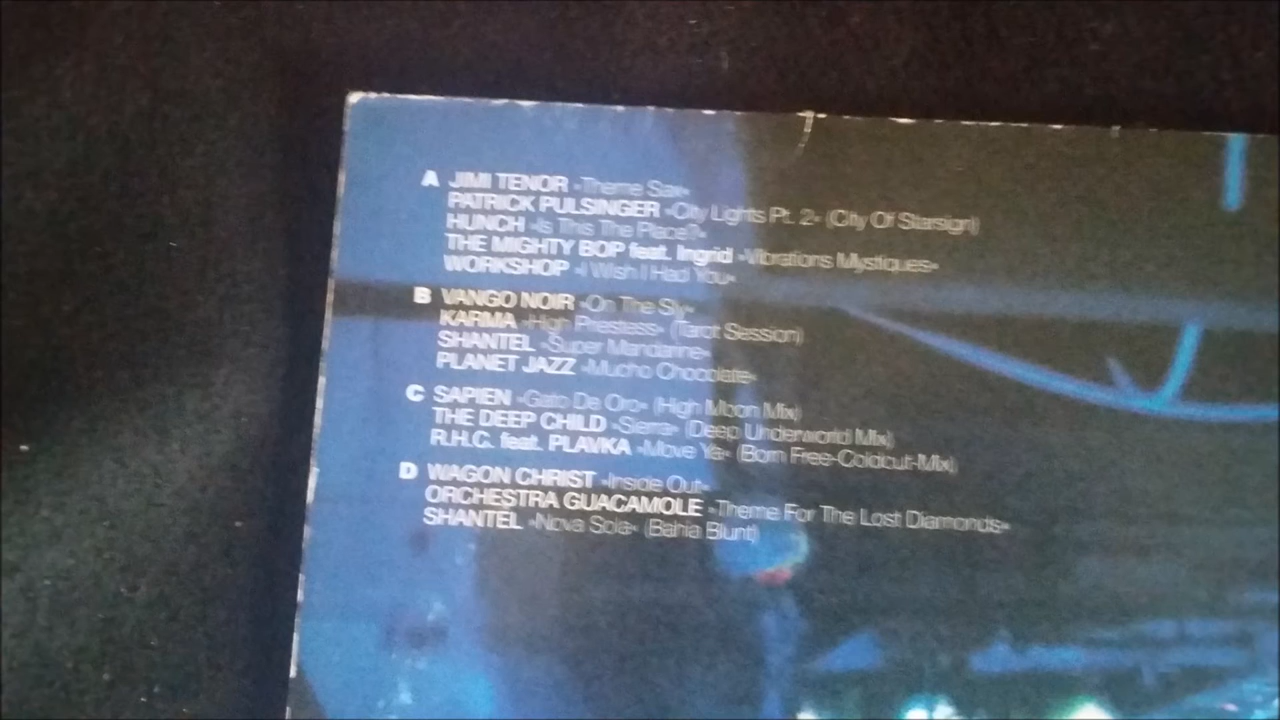 A JIMI TENOR »Theme Sax«
PATRICK PULSINGER »City Lights Pt. 2« (City Of Starsign)
HUNCH »Is This The Place?«
THE MIGHTY BOP feat. Ingrid »Vibrations Mystiques«
WORKSHOP »I Wish I Had You«
B VANGO NOIR »On The Sly«
KARMA »High Priestess« (Tarot Session)
SHANTEL »Super Mandarine«
PLANET JAZZ »Mucho Chocolate«
C SAPIEN »Gato De Oro« (High Moon Mix)
THE DEEP CHILD »Sierra« (Deep Underworld Mix)
R.H.C. feat. PLAVKA »Move Ya« (Born Free-Coldcut-Mix)
D WAGON CHRIST »Inside Out«
ORCHESTRA GUACAMOLE »Theme For The Lost Diamonds«
SHANTEL »Nova Sola« (Bahia Blunt)